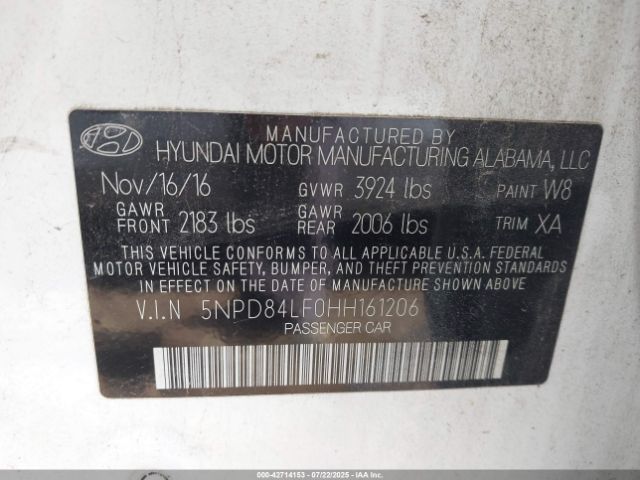 MANUFACTURED BY
HYUNDAI MOTOR MANUFACTURING ALABAMA, LLC
Nov/16/16 GVWR 3924 lbs PAINT W8
GAWR FRONT 2183 lbs GAWR REAR 2006 lbs TRIM XA
THIS VEHICLE CONFORMS TO ALL APPLICABLE U.S.A. FEDERAL
MOTOR VEHICLE SAFETY, BUMPER, AND THEFT PREVENTION
STANDARDS IN EFFECT ON THE DATE OF MANUFACTURE SHOWN ABOVE.
V.I.N 5NPD84LF0HH161206
PASSENGER CAR
000-42714153 - 07/22/2025 - IAAI.COM